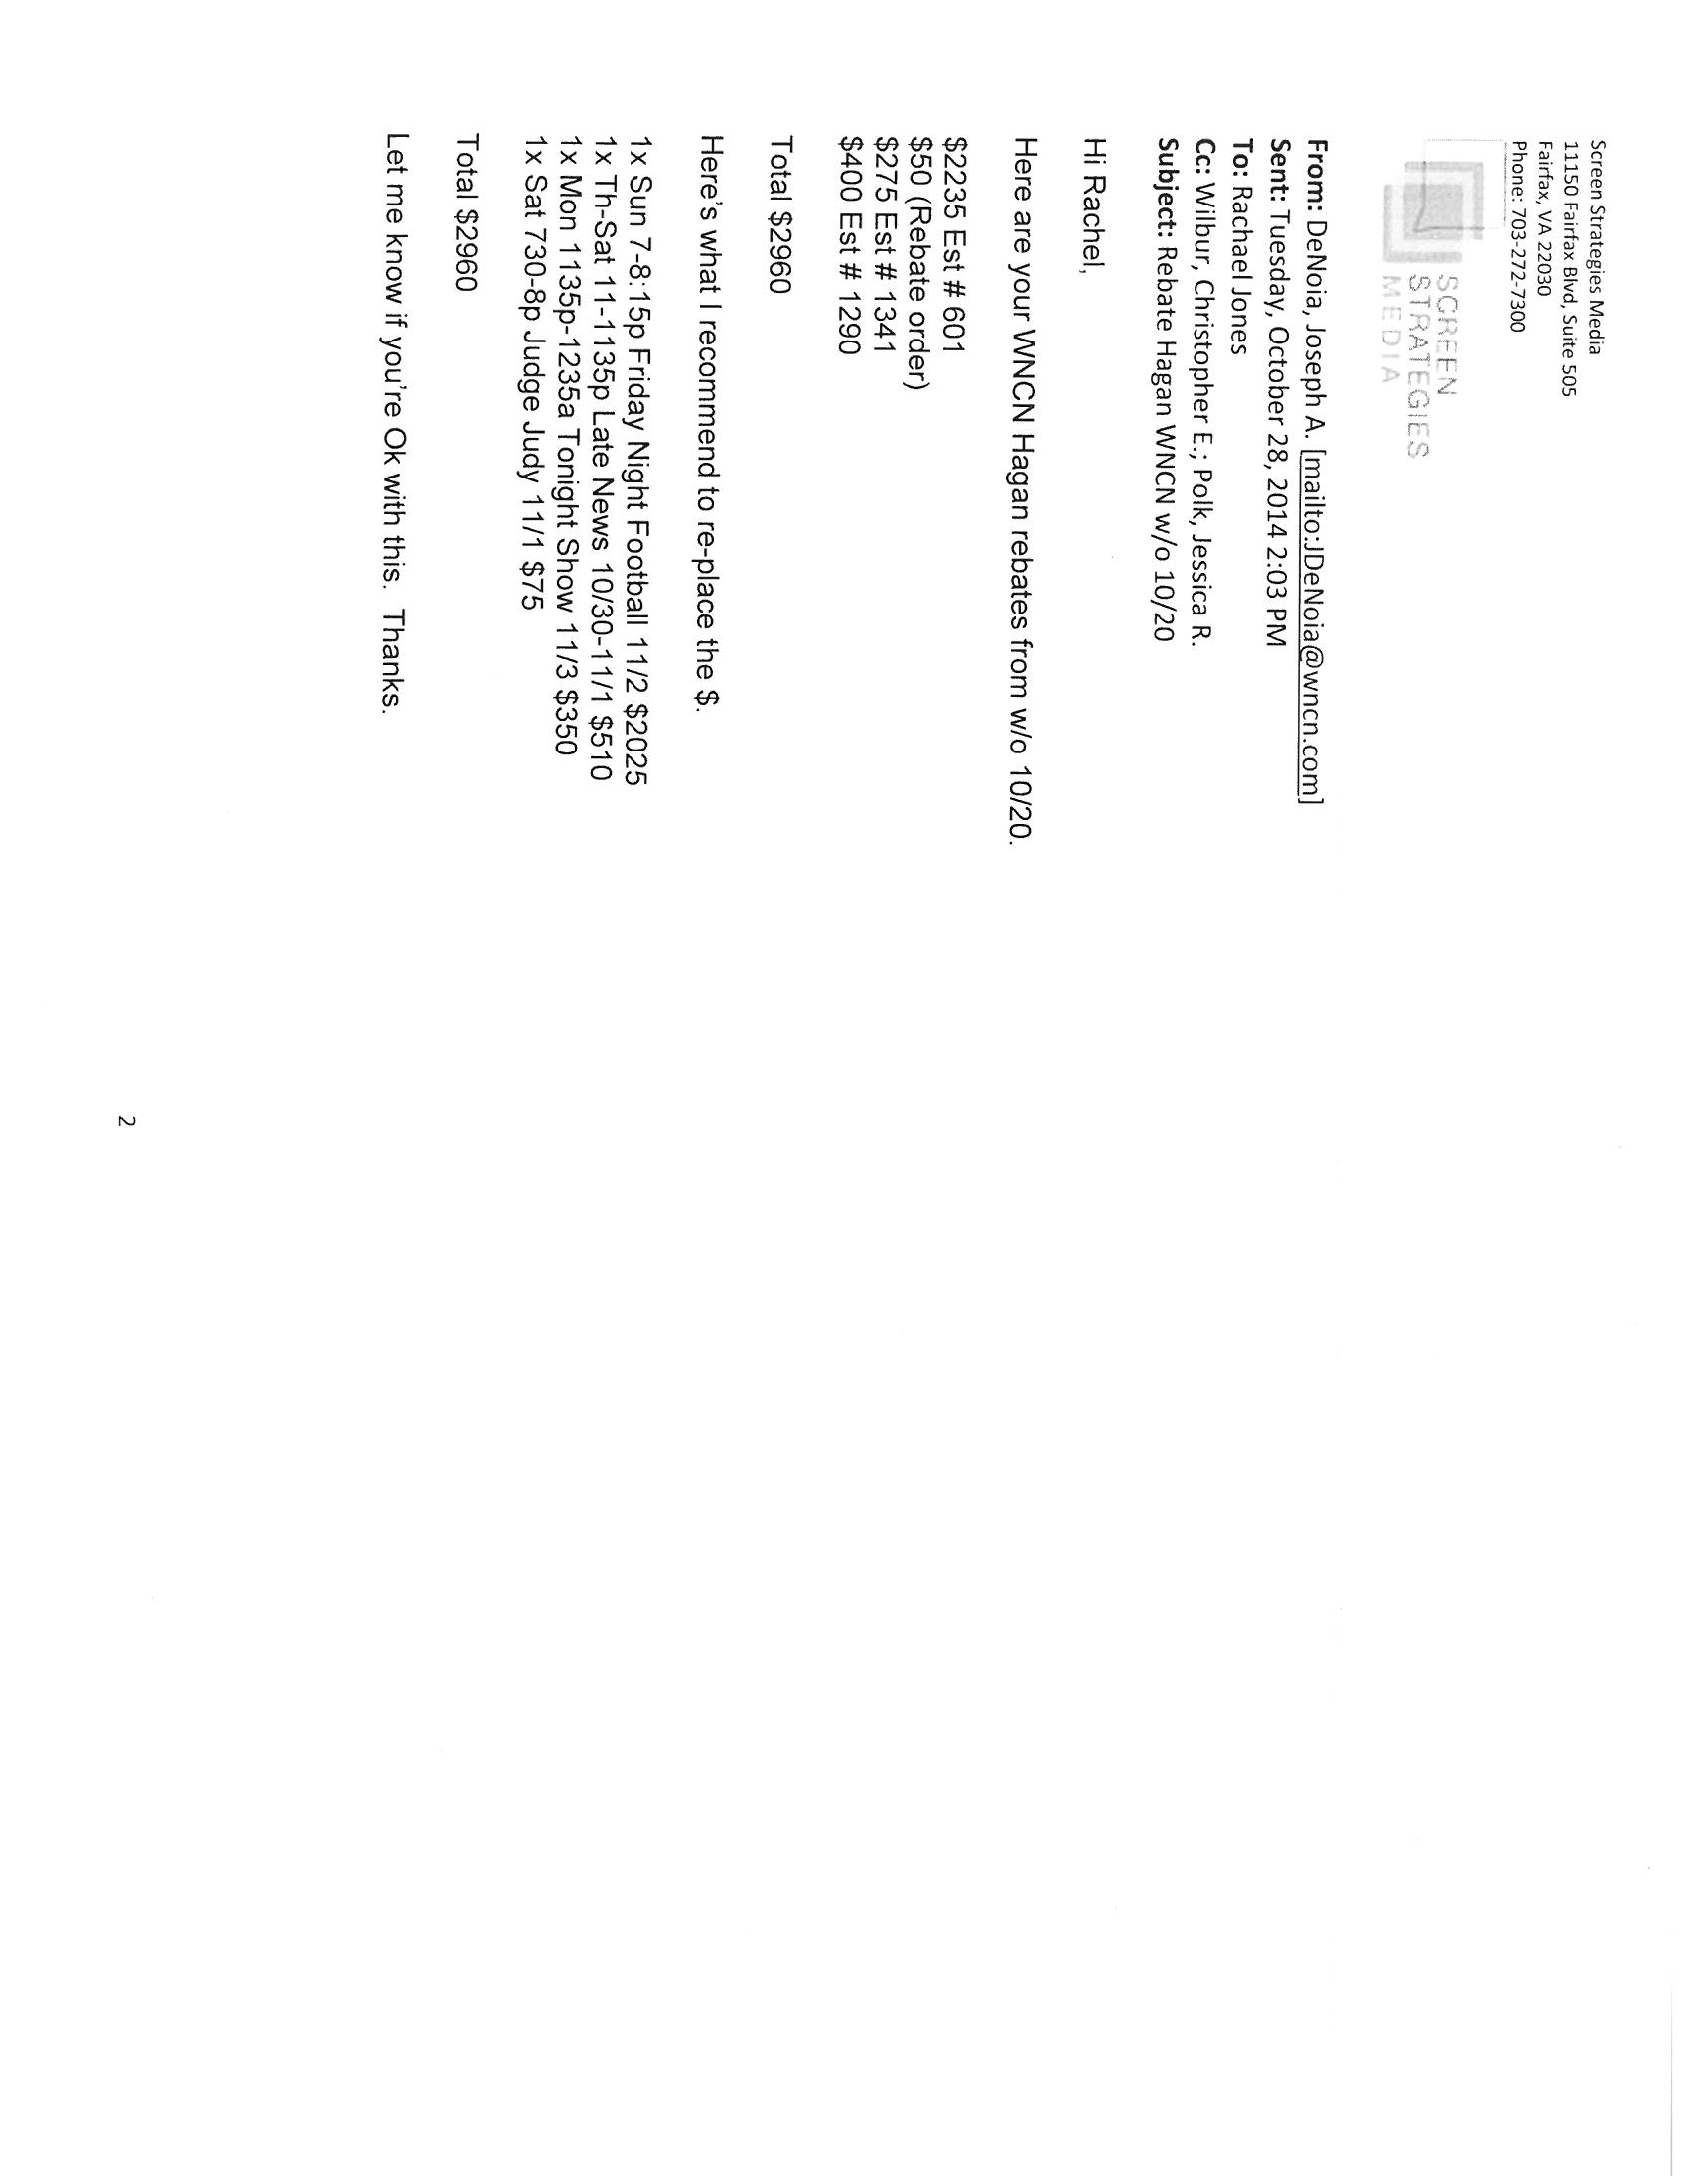 Screen Strategies Media
11150 Fairfax Blvd, Suite 505
Fairfax, VA 22030
Phone: 703-272-7300
SCREEN
STRATEGIES
MEDIA
From: DeNoia, Joseph A. [mailto:JDeNoia@wncn.com]
Sent: Tuesday, October 28, 2014 2:03 PM
To: Rachael Jones
Cc: Wilbur, Christopher E.; Polk, Jessica R.
Subject: Rebate Hagan WNCN w/o 10/20
Hi Rachel,
Here are your WNCN Hagan rebates from w/o 10/20.
$2235 Est # 601
$50 (Rebate order)
$275 Est # 1341
$400 Est # 1290
Total $2960
Here's what I recommend to re-place the $.
1x Sun 7-8:15p Friday Night Football 11/2 $2025
1x Th-Sat 11-1135p Late News 10/30-11/1 $510
1x Mon 1135p-1235a Tonight Show 11/3 $350
1x Sat 730-8p Judge Judy 11/1 $75
Total $2960
Let me know if you're Ok with this.  Thanks.
2